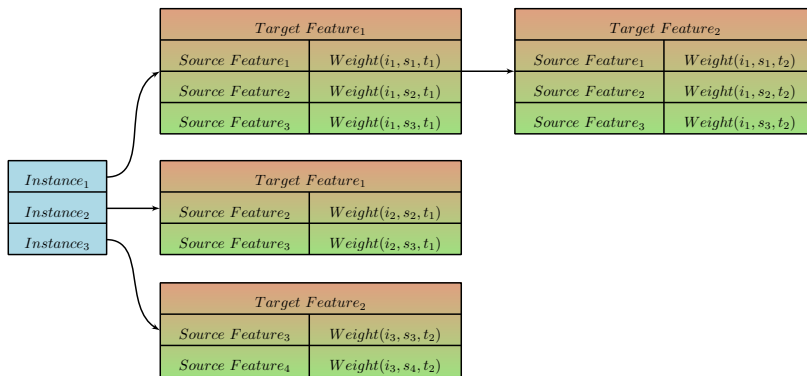 Target Feature₁
Source Feature₁ Weight(i₁, s₁, t₁)
Source Feature₂ Weight(i₁, s₂, t₁)
Source Feature₃ Weight(i₁, s₃, t₁)
Target Feature₂
Source Feature₁ Weight(i₁, s₁, t₂)
Source Feature₂ Weight(i₁, s₂, t₂)
Source Feature₃ Weight(i₁, s₃, t₂)
Instance₁
Instance₂
Instance₃
Target Feature₁
Source Feature₂ Weight(i₂, s₂, t₁)
Source Feature₃ Weight(i₂, s₃, t₁)
Target Feature₂
Source Feature₃ Weight(i₃, s₃, t₂)
Source Feature₄ Weight(i₃, s₄, t₂)